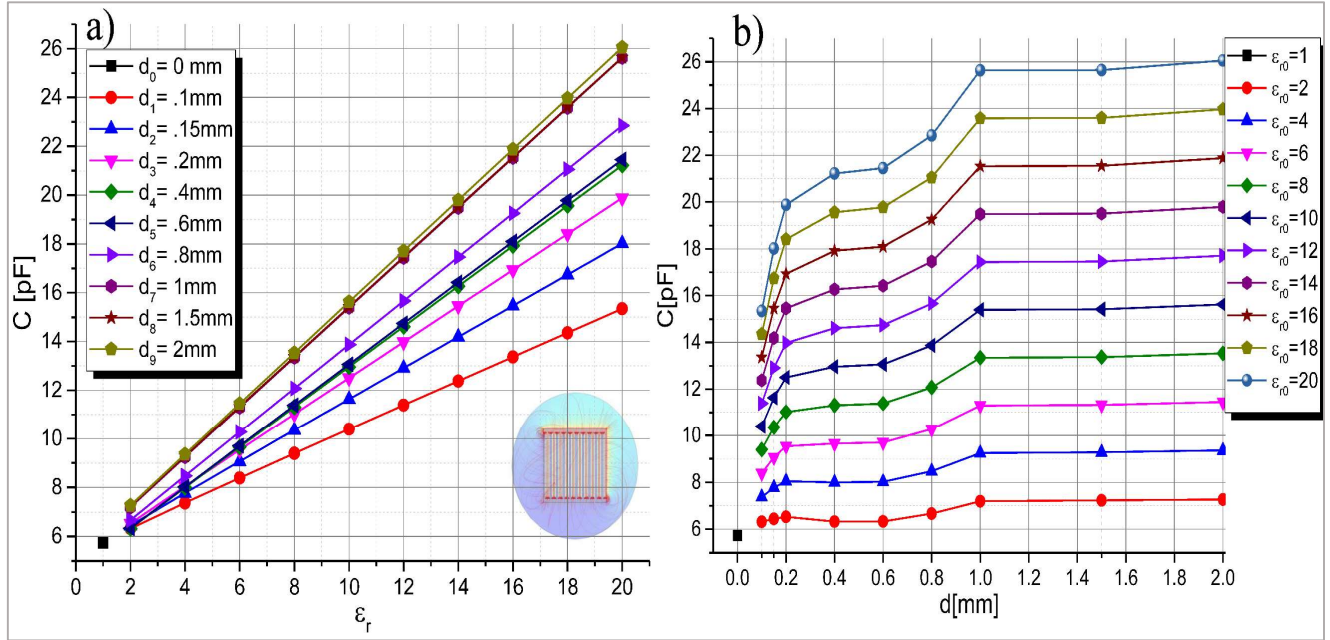 a)
26
24
22
20
18
16
14
12
10
8
6
C [pF]
d0= 0 mm
d1= .1mm
d2= .15mm
d3= .2mm
d4= .4mm
d5= .6mm
d6= .8mm
d7= 1mm
d8= 1.5mm
d9= 2mm
0 2 4 6 8 10 12 14 16 18 20
εr
b)
26
24
22
20
18
16
14
12
10
8
6
C[pF]
εr0=1
εr0=2
εr0=4
εr0=6
εr0=8
εr0=10
εr0=12
εr0=14
εr0=16
εr0=18
εr0=20
0.0 0.2 0.4 0.6 0.8 1.0 1.2 1.4 1.6 1.8 2.0
d[mm]